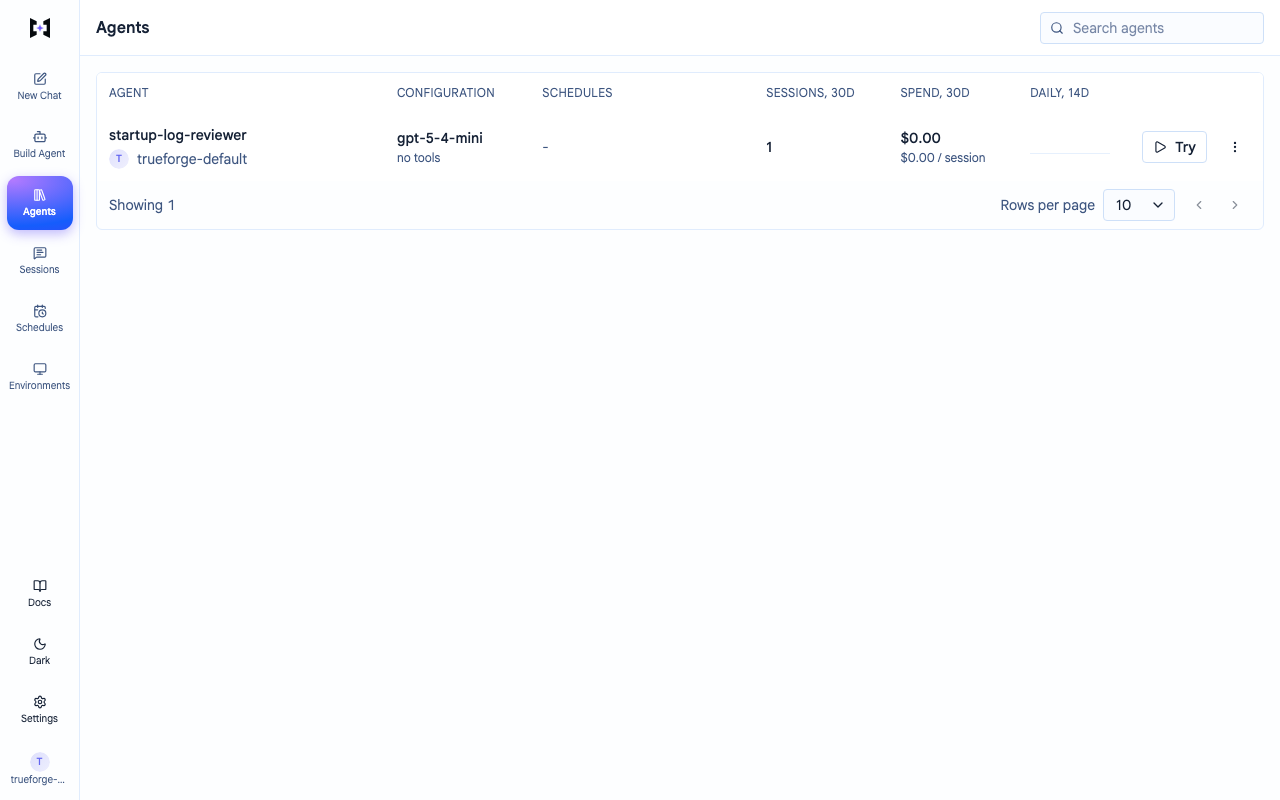 Agents
Search agents
New Chat
Build Agent
Agents
Sessions
Schedules
Environments
Docs
Dark
Settings
T
trueforge-...
AGENT CONFIGURATION SCHEDULES SESSIONS, 30D SPEND, 30D DAILY, 14D
startup-log-reviewer
T trueforge-default
gpt-5-4-mini
no tools
-
1
$0.00
$0.00 / session
Try
Showing 1
Rows per page 10